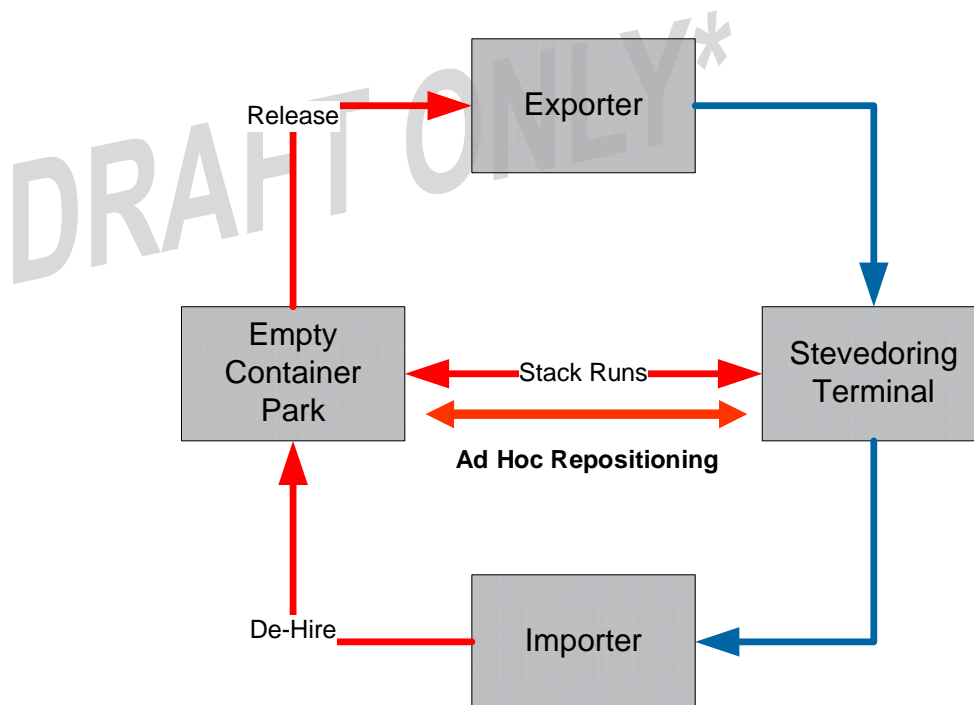 DRAFT ONLY*
Exporter
Release
Empty
Container
Park
Stack Runs
Stevedoring
Terminal
Ad Hoc Repositioning
De-Hire
Importer